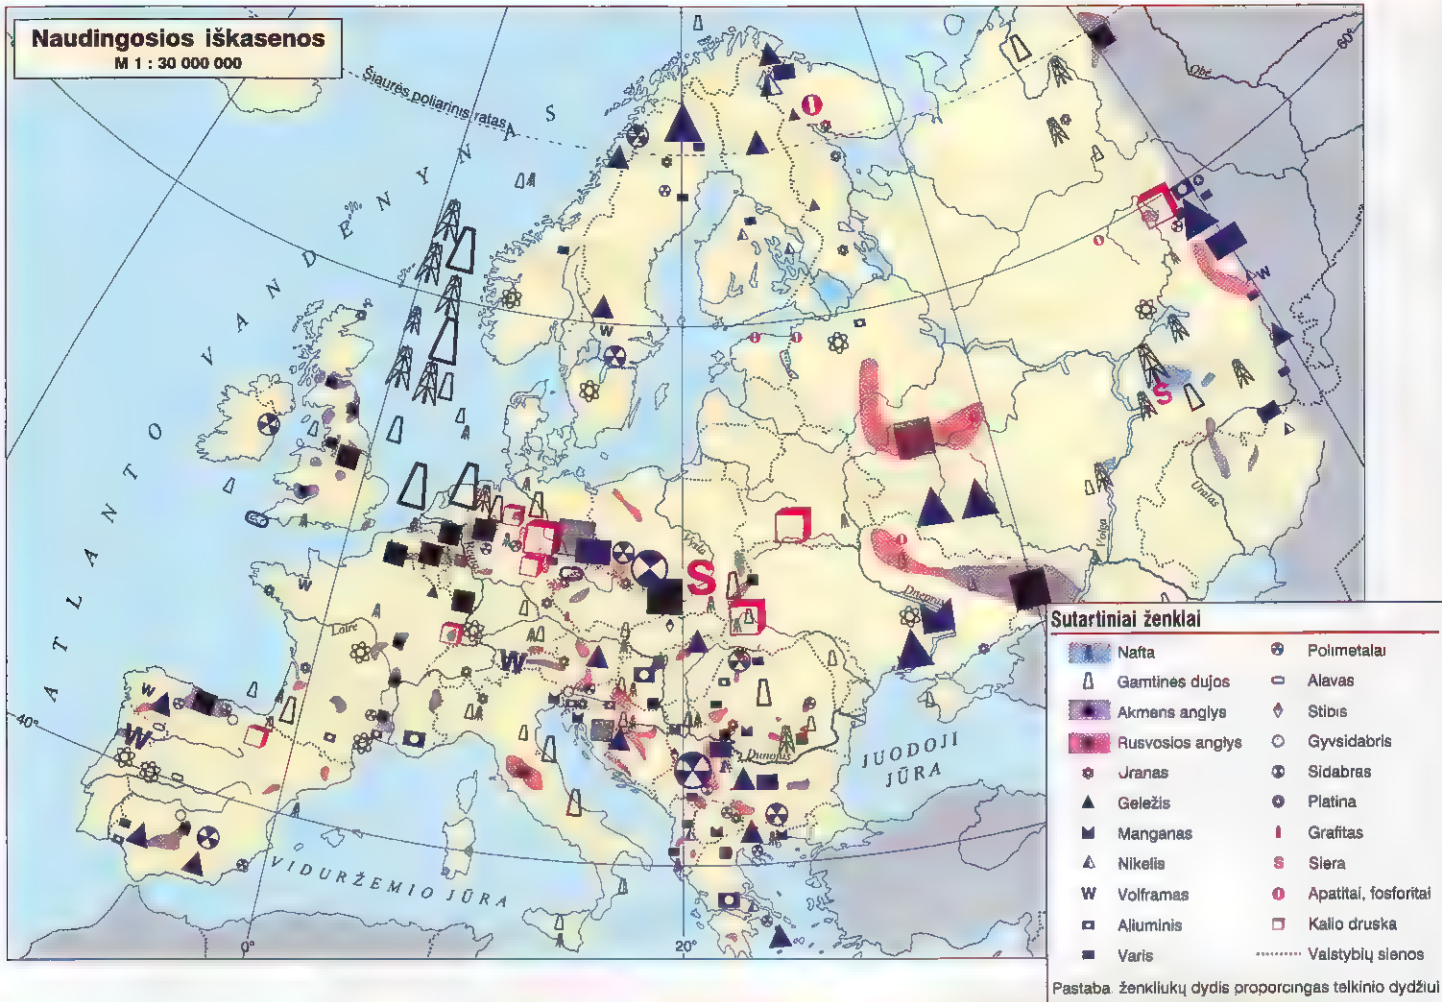 Naudingosios iškasenos
M 1 : 30 000 000
Šiaurės poliarinis ratas
60°
Obė
ATLANTO VANDENYNAS
Volga
Uralas
Vysla
Reinas
Dnepras
Loire
Dunojus
JUODOJI
JŪRA
VIDURŽEMIO JŪRA
40°
0°
20°
Sutartiniai ženklai
Nafta
Gamtinės dujos
Akmens anglys
Rusvosios anglys
Uranas
Geležis
Manganas
Nikelis
W Volframas
Aliuminis
Varis
Polimetalai
Alavas
Stibis
Gyvsidabris
Sidabras
Platina
Grafitas
S Siera
Apatitai, fosforitai
Kalio druska
Valstybių sienos
Pastaba. ženkliukų dydis proporcingas telkinio dydžiui